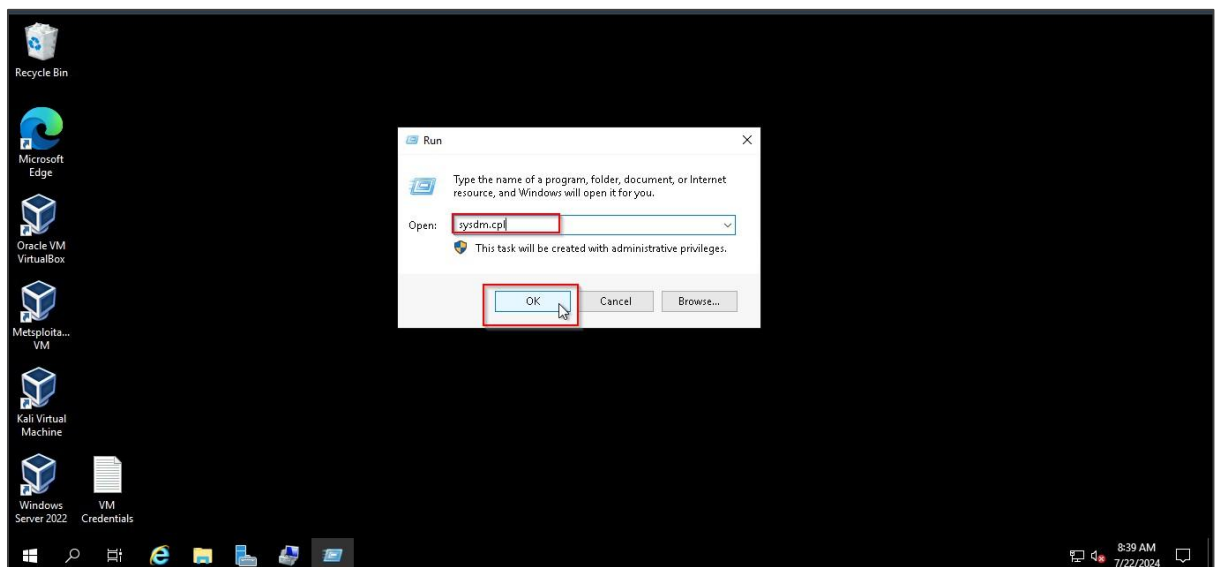 Recycle Bin
Microsoft
Edge
Oracle VM
VirtualBox
Metsploita...
VM
Kali Virtual
Machine
Windows
Server 2022
VM
Credentials
Run
Type the name of a program, folder, document, or Internet
resource, and Windows will open it for you.
Open: sysdm.cpl
This task will be created with administrative privileges.
OK Cancel Browse...
8:39 AM
7/22/2024